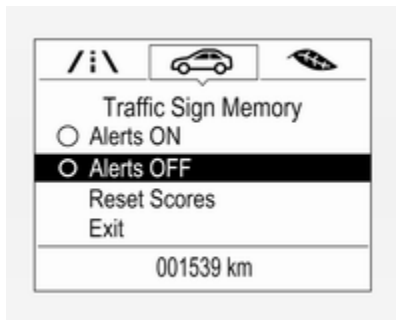 Traffic Sign Memory
Alerts ON
Alerts OFF
Reset Scores
Exit
001539 km